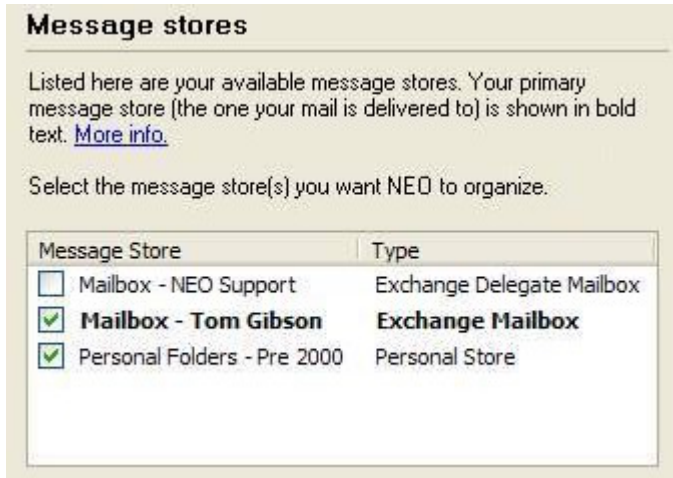 Message stores
Listed here are your available message stores. Your primary
message store (the one your mail is delivered to) is shown in bold
text. More info.
Select the message store(s) you want NEO to organize.
Message Store Type
Mailbox - NEO Support Exchange Delegate Mailbox
Mailbox - Tom Gibson Exchange Mailbox
Personal Folders - Pre 2000 Personal Store